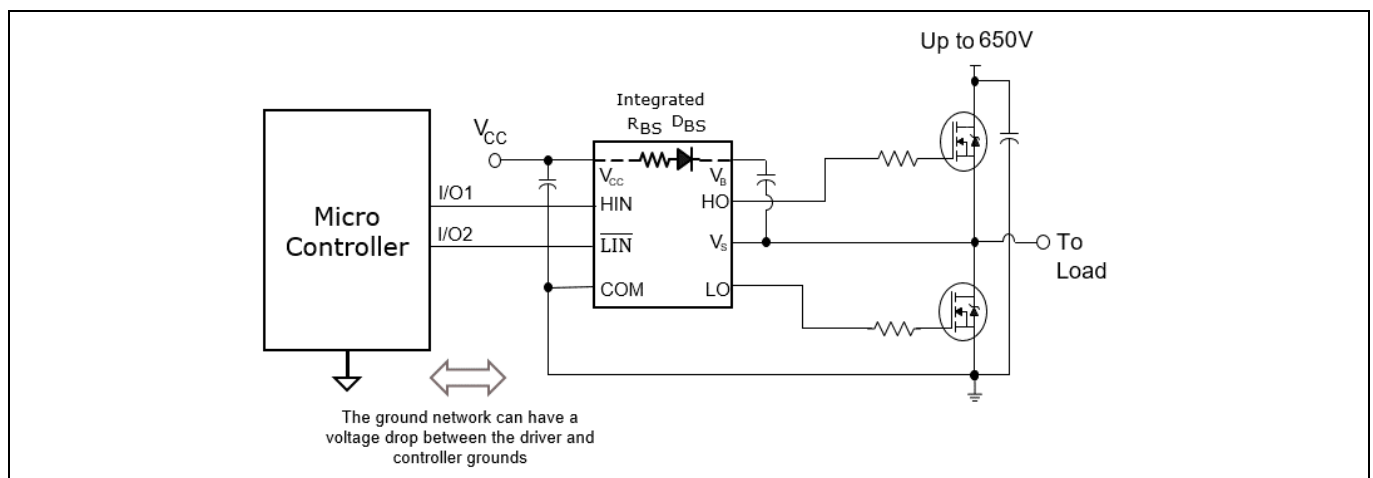 Up to 650V
Integrated
RBS DBS
VCC
Micro
Controller
I/O1
I/O2
VCC
VB
HIN
HO
LIN
VS
COM
LO
To
Load
The ground network can have a
voltage drop between the driver and
controller grounds